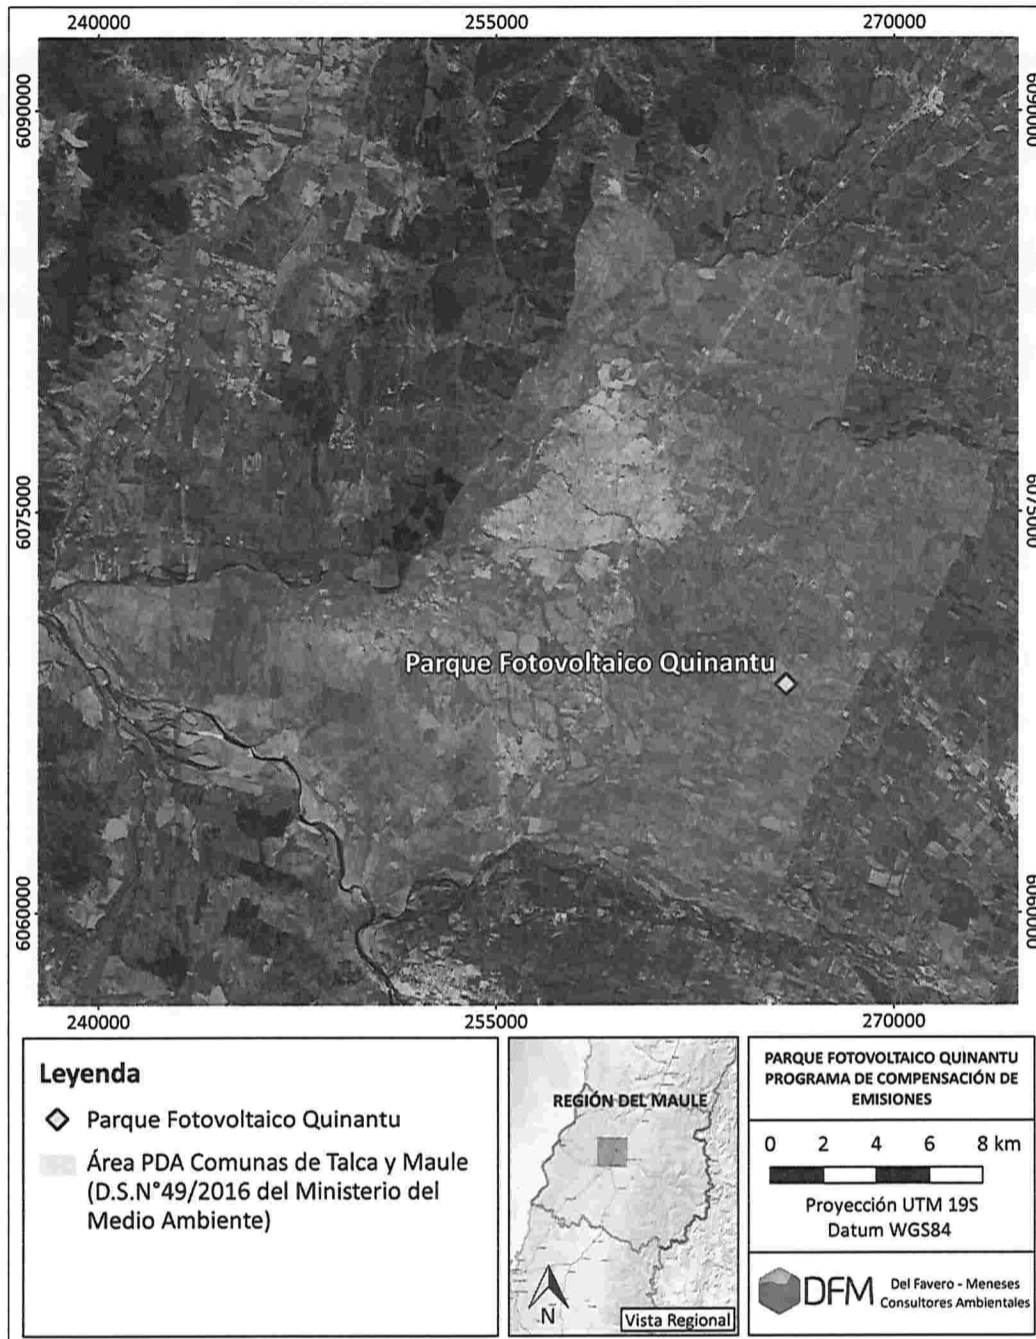 240000
255000
270000
6090000
6090000
6075000
6075000
Parque Fotovoltaico Quinantu
6060000
6060000
240000
255000
270000
Leyenda
Parque Fotovoltaico Quinantu
Área PDA Comunas de Talca y Maule
(D.S.N°49/2016 del Ministerio del
Medio Ambiente)
REGIÓN DEL MAULE
N
Vista Regional
PARQUE FOTOVOLTAICO QUINANTU
PROGRAMA DE COMPENSACIÓN DE
EMISIONES
0 2 4 6 8 km
Proyección UTM 19S
Datum WGS84
DFM
Del Favero - Meneses
Consultores Ambientales